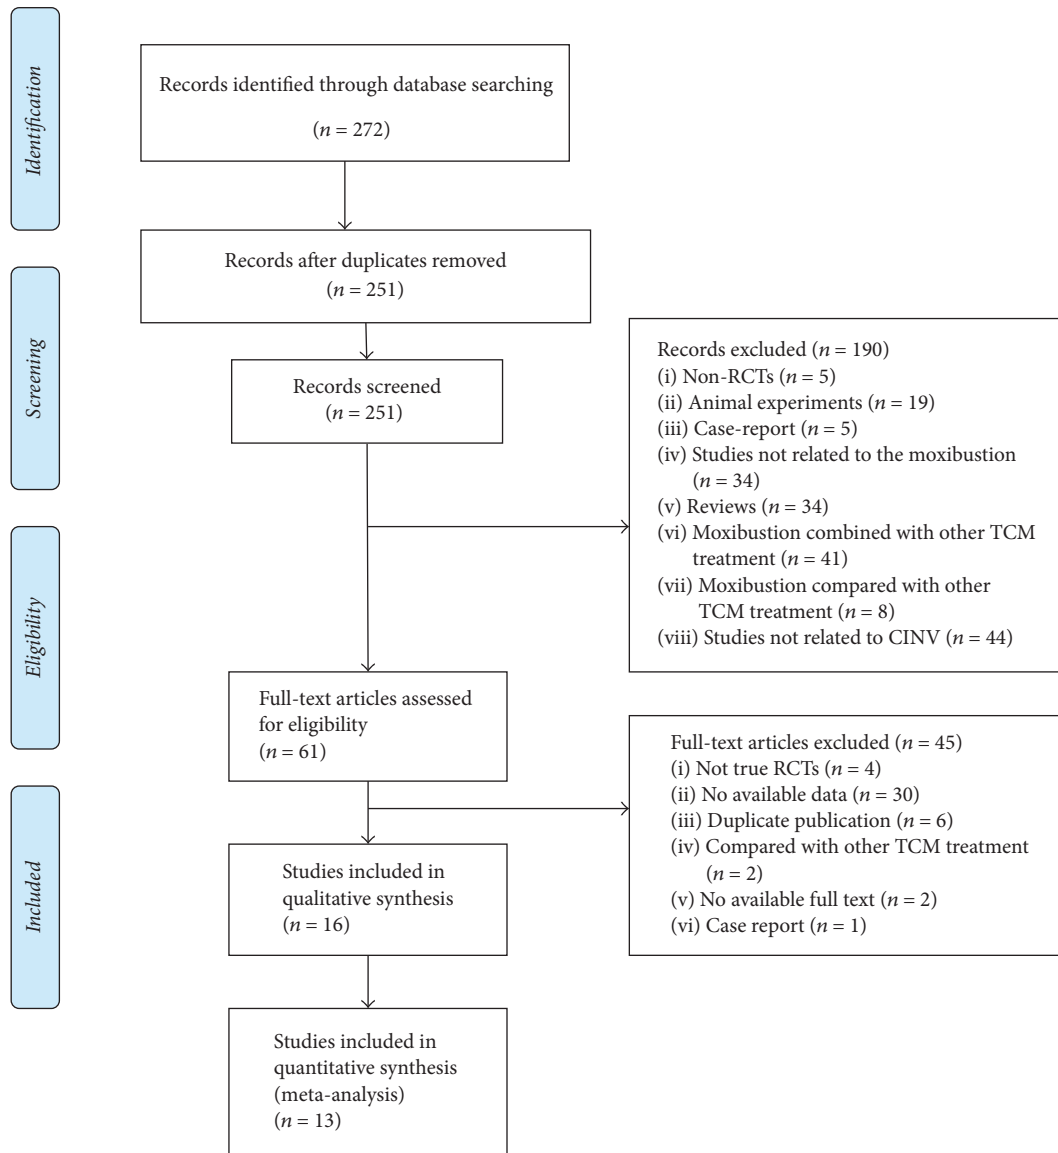 Identification
Records identified through database searching
(n = 272)
Records after duplicates removed
(n = 251)
Screening
Records screened
(n = 251)
Records excluded (n = 190)
(i) Non-RCTs (n = 5)
(ii) Animal experiments (n = 19)
(iii) Case-report (n = 5)
(iv) Studies not related to the moxibustion
(n = 34)
(v) Reviews (n = 34)
(vi) Moxibustion combined with other TCM
treatment (n = 41)
(vii) Moxibustion compared with other
TCM treatment (n = 8)
(viii) Studies not related to CINV (n = 44)
Eligibility
Full-text articles assessed
for eligibility
(n = 61)
Full-text articles excluded (n = 45)
(i) Not true RCTs (n = 4)
(ii) No available data (n = 30)
(iii) Duplicate publication (n = 6)
(iv) Compared with other TCM treatment
(n = 2)
(v) No available full text (n = 2)
(vi) Case report (n = 1)
Included
Studies included in
qualitative synthesis
(n = 16)
Studies included in
quantitative synthesis
(meta-analysis)
(n = 13)